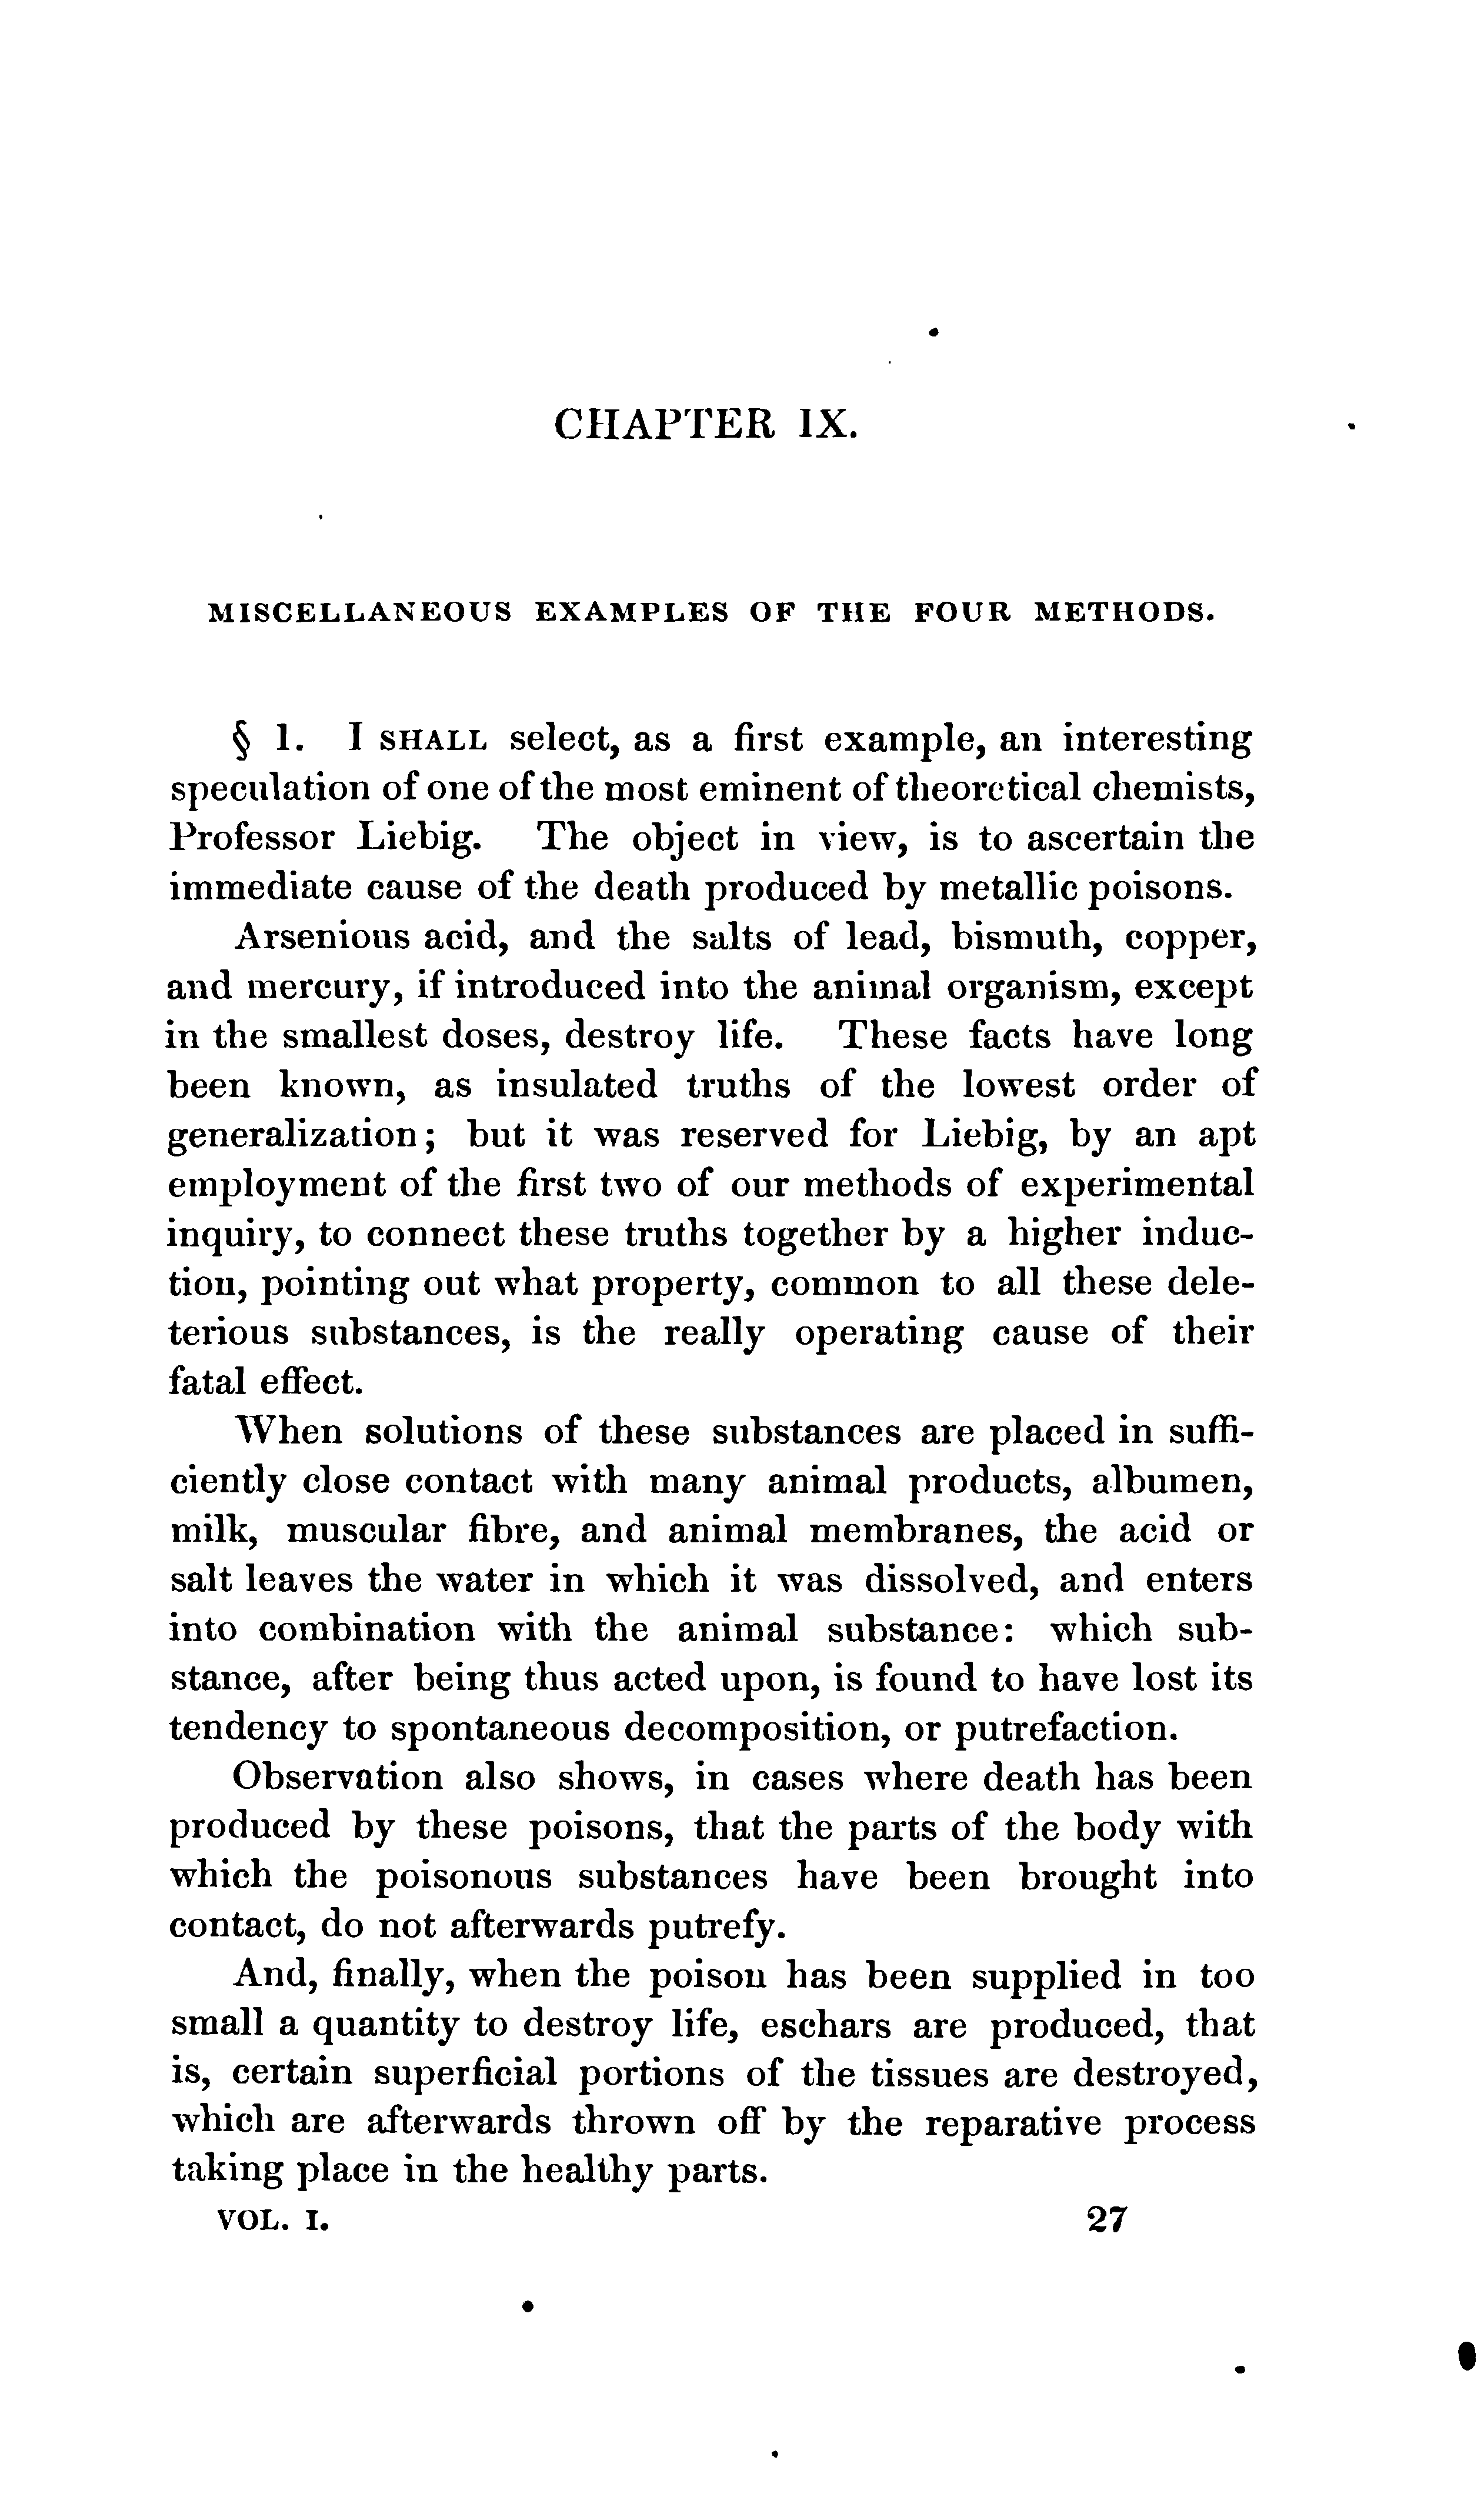 CHAPTER IX.
MISCELLANEOUS EXAMPLES OF THE FOUR METHODS.
§ 1. I SHALL select, as a first example, an interesting
speculation of one of the most eminent of theoretical chemists,
Professor Liebig. The object in view, is to ascertain the
immediate cause of the death produced by metallic poisons.
Arsenious acid, and the salts of lead, bismuth, copper,
and mercury, if introduced into the animal organism, except
in the smallest doses, destroy life. These facts have long
been known, as insulated truths of the lowest order of
generalization; but it was reserved for Liebig, by an apt
employment of the first two of our methods of experimental
inquiry, to connect these truths together by a higher induc-
tion, pointing out what property, common to all these dele-
terious substances, is the really operating cause of their
fatal effect.
When solutions of these substances are placed in suffi-
ciently close contact with many animal products, albumen,
milk, muscular fibre, and animal membranes, the acid or
salt leaves the water in which it was dissolved, and enters
into combination with the animal substance: which sub-
stance, after being thus acted upon, is found to have lost its
tendency to spontaneous decomposition, or putrefaction.
Observation also shows, in cases where death has been
produced by these poisons, that the parts of the body with
which the poisonous substances have been brought into
contact, do not afterwards putrefy.
And, finally, when the poison has been supplied in too
small a quantity to destroy life, eschars are produced, that
is, certain superficial portions of the tissues are destroyed,
which are afterwards thrown off by the reparative process
taking place in the healthy parts.
VOL. I. 27